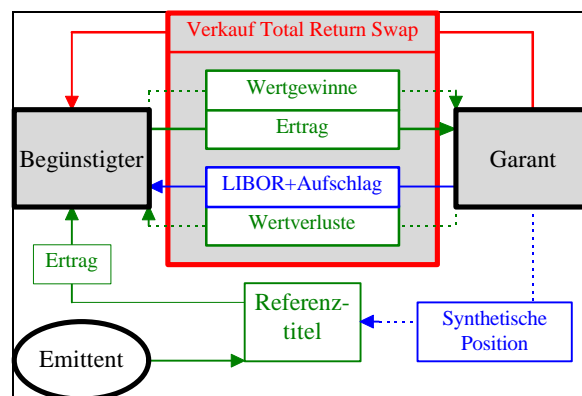 Verkauf Total Return Swap
Wertgewinne
Ertrag
Begünstigter
Garant
LIBOR+Aufschlag
Wertverluste
Ertrag
Referenz-
titel
Synthetische
Position
Emittent